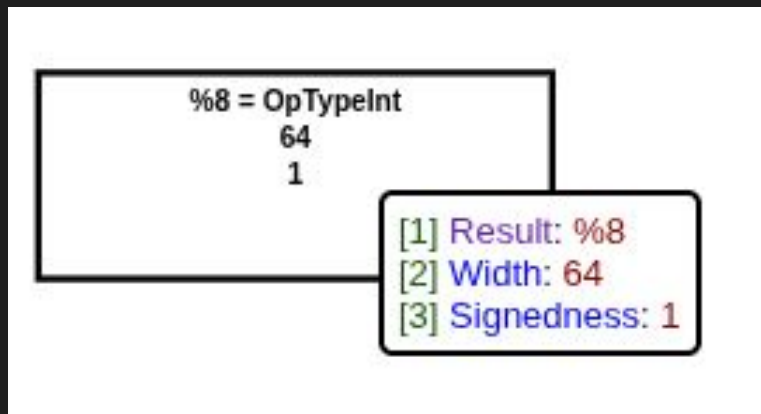 %8 = OpTypeInt
64
1
[1] Result: %8
[2] Width: 64
[3] Signedness: 1